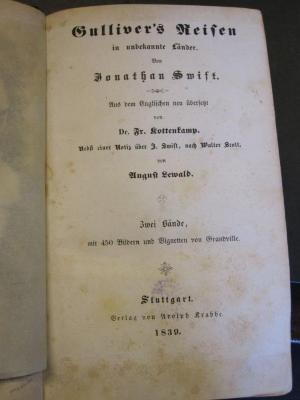 Gulliver's Reisen
in unbekannte Länder.
Von
Jonathan Swift.
Aus dem Englischen neu übersetzt
von
Dr. Fr. Kottenkamp.
Nebst einer Notiz über J. Swift, nach Walter Scott,
von
August Lewald.
Zwei Bände,
mit 450 Bildern und Vignetten von Grandville.
Stuttgart.
Verlag von Adolph Krabbe.
1839.